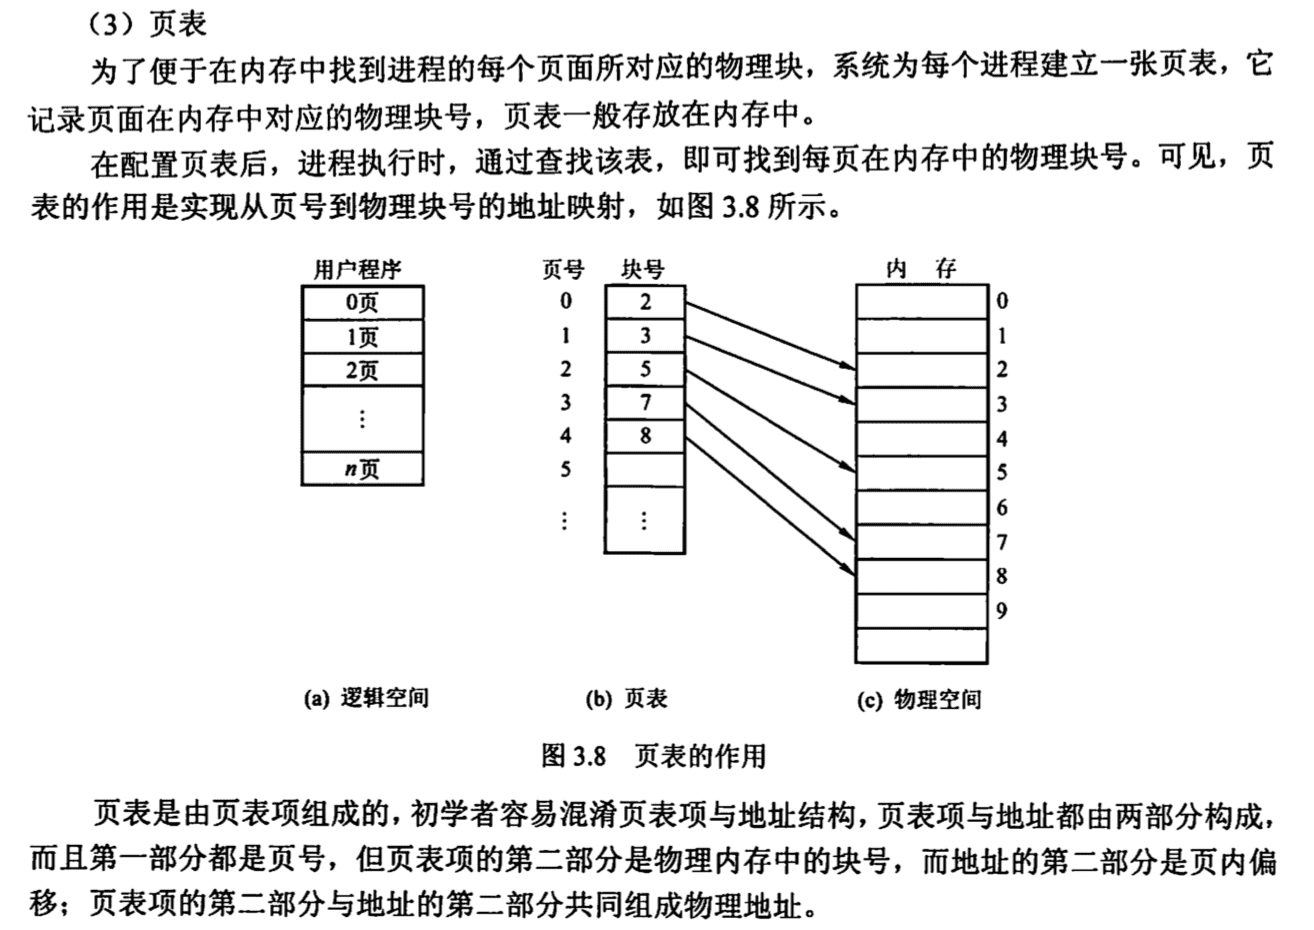 （3）页表
为了便于在内存中找到进程的每个页面所对应的物理块，系统为每个进程建立一张页表，它
记录页面在内存中对应的物理块号，页表一般存放在内存中。
在配置页表后，进程执行时，通过查找该表，即可找到每页在内存中的物理块号。可见，页
表的作用是实现从页号到物理块号的地址映射，如图 3.8 所示。
用户程序
0页
1页
2页
⋮
n页
(a) 逻辑空间
页号 块号
0 2
1 3
2 5
3 7
4 8
5
⋮ ⋮
(b) 页表
内 存
0
1
2
3
4
5
6
7
8
9
(c) 物理空间
图 3.8 页表的作用
页表是由页表项组成的，初学者容易混淆页表项与地址结构，页表项与地址都由两部分构成，
而且第一部分都是页号，但页表项的第二部分是物理内存中的块号，而地址的第二部分是页内偏
移；页表项的第二部分与地址的第二部分共同组成物理地址。